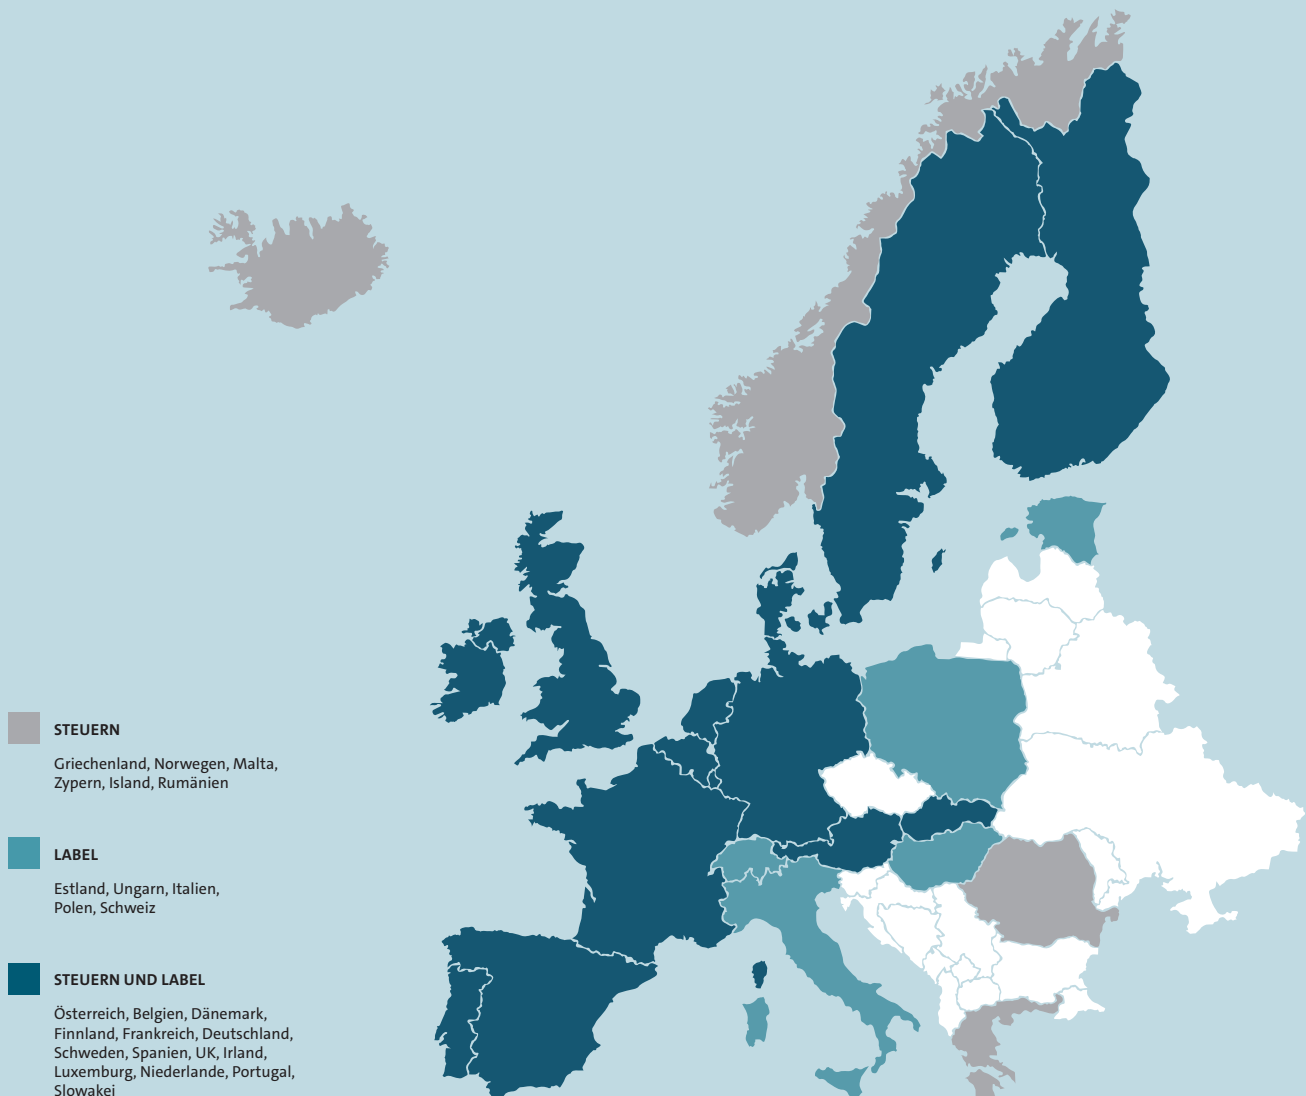 STEUERN
Griechenland, Norwegen, Malta,
Zypern, Island, Rumänien
LABEL
Estland, Ungarn, Italien,
Polen, Schweiz
STEUERN UND LABEL
Österreich, Belgien, Dänemark,
Finnland, Frankreich, Deutschland,
Schweden, Spanien, UK, Irland,
Luxemburg, Niederlande, Portugal,
Slowakei